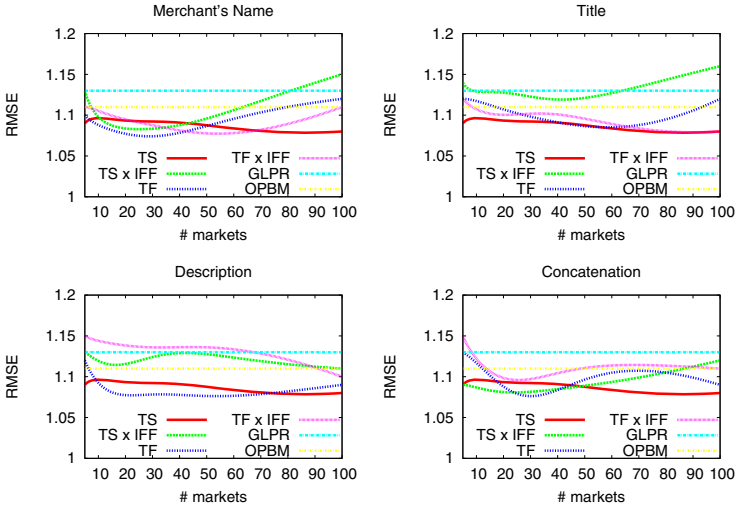 Merchant's Name
RMSE
1.2
1.15
1.1
1.05
1
TS
TS x IFF
TF
TF x IFF
GLPR
OPBM
10 20 30 40 50 60 70 80 90 100
# markets
Title
RMSE
1.2
1.15
1.1
1.05
1
TS
TS x IFF
TF
TF x IFF
GLPR
OPBM
10 20 30 40 50 60 70 80 90 100
# markets
Description
RMSE
1.2
1.15
1.1
1.05
1
TS
TS x IFF
TF
TF x IFF
GLPR
OPBM
10 20 30 40 50 60 70 80 90 100
# markets
Concatenation
RMSE
1.2
1.15
1.1
1.05
1
TS
TS x IFF
TF
TF x IFF
GLPR
OPBM
10 20 30 40 50 60 70 80 90 100
# markets